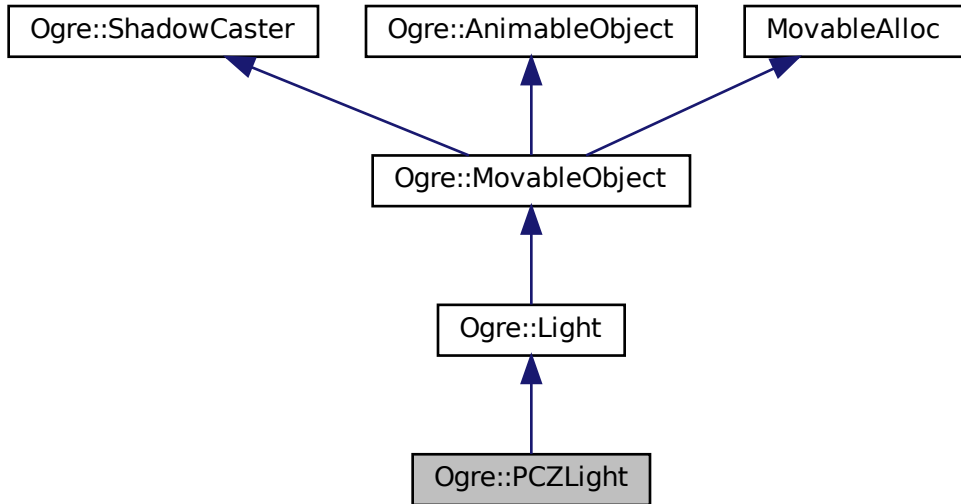 Ogre::ShadowCaster
Ogre::AnimableObject
MovableAlloc
Ogre::MovableObject
Ogre::Light
Ogre::PCZLight